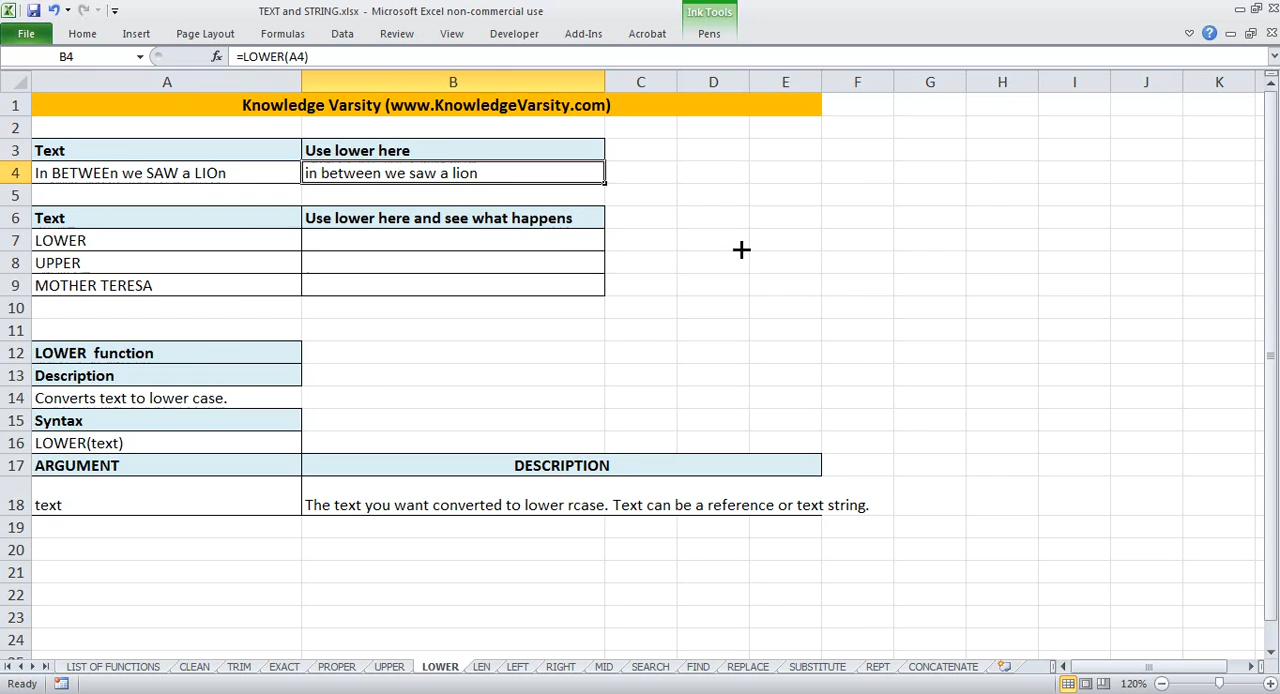 TEXT and STRING.xlsx - Microsoft Excel non-commercial use
Ink Tools
File Home Insert Page Layout Formulas Data Review View Developer Add-Ins Acrobat Pens
B4 fx =LOWER(A4)
A B C D E F G H I J K
1 Knowledge Varsity (www.KnowledgeVarsity.com)
2
3 Text Use lower here
4 In BETWEEn we SAW a LIOn in between we saw a lion
5
6 Text Use lower here and see what happens
7 LOWER
8 UPPER
9 MOTHER TERESA
10
11
12 LOWER function
13 Description
14 Converts text to lower case.
15 Syntax
16 LOWER(text)
17 ARGUMENT DESCRIPTION
18 text The text you want converted to lower rcase. Text can be a reference or text string.
19
20
21
22
23
24
LIST OF FUNCTIONS CLEAN TRIM EXACT PROPER UPPER LOWER LEN LEFT RIGHT MID SEARCH FIND REPLACE SUBSTITUTE REPT CONCATENATE
Ready 120%